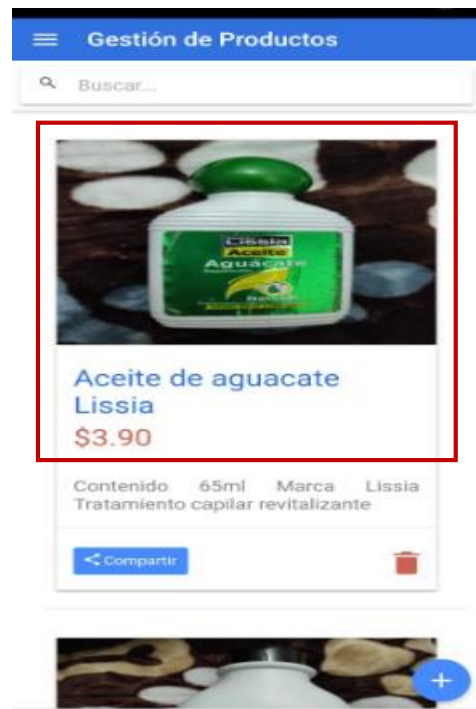 Gestión de Productos
Buscar...
Lissia
Aceite
Aguacate
Aceite de aguacate
Lissia
$3.90
Contenido 65ml Marca Lissia
Tratamiento capilar revitalizante
Compartir
+